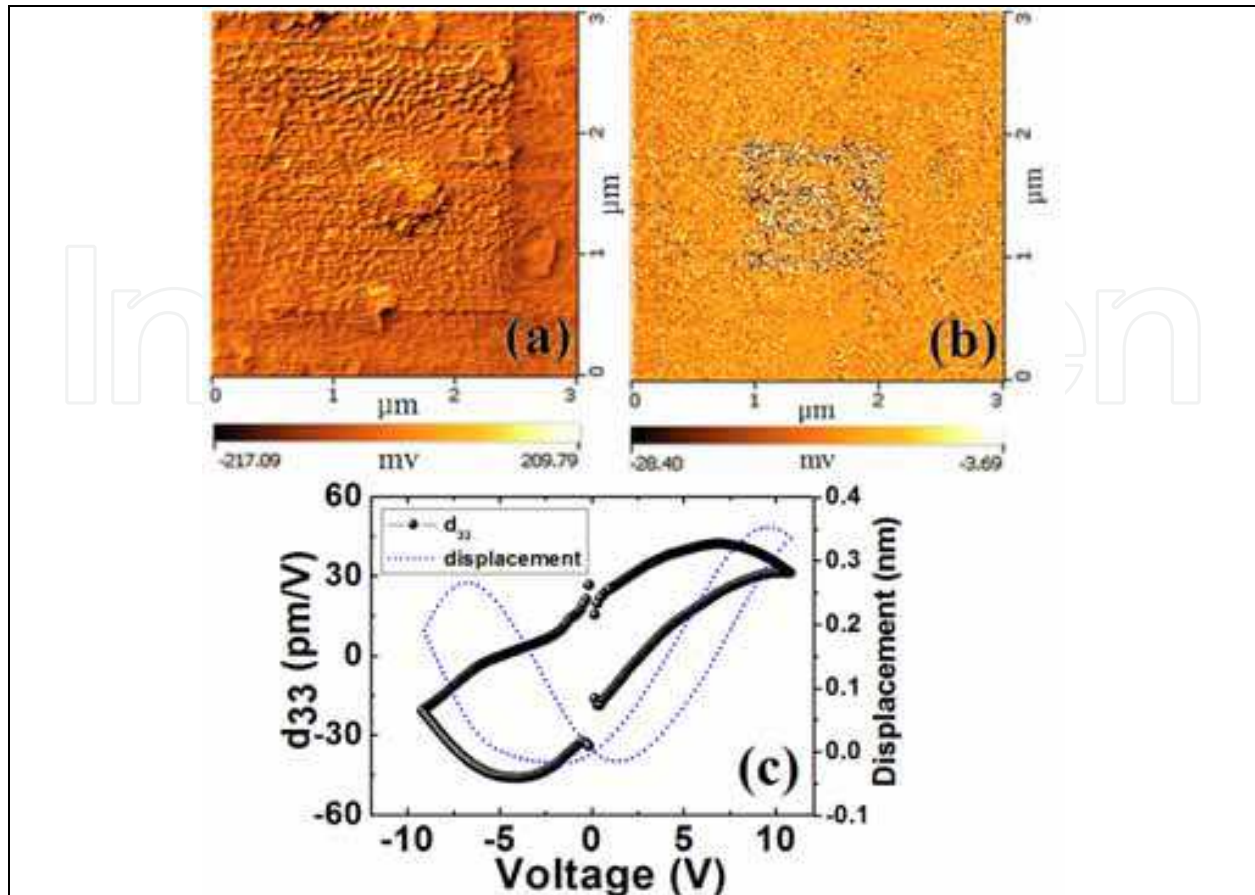 3
2
μm
1
0
(a)
0
1
2
3
μm
-217.09
mv
209.79
3
2
μm
1
0
(b)
0
1
2
3
μm
-28.40
mv
-3.69
60
30
0
-30
-60
d33 (pm/V)
d₃₃
displacement
0.4
0.3
0.2
0.1
0.0
-0.1
Displacement (nm)
(c)
-10
-5
0
5
10
Voltage (V)